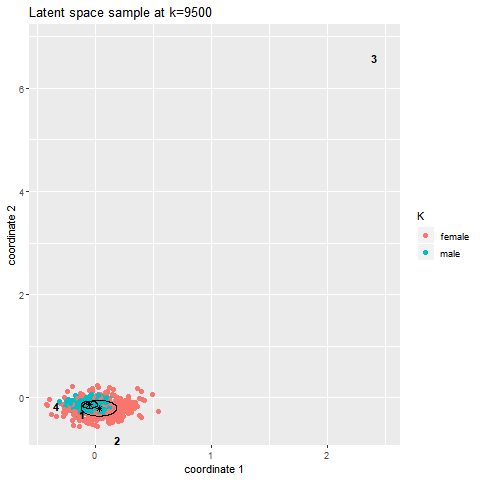 Latent space sample at k=9500
3
6
4
2
0
4
1
2
0
1
2
coordinate 1
coordinate 2
K
female
male